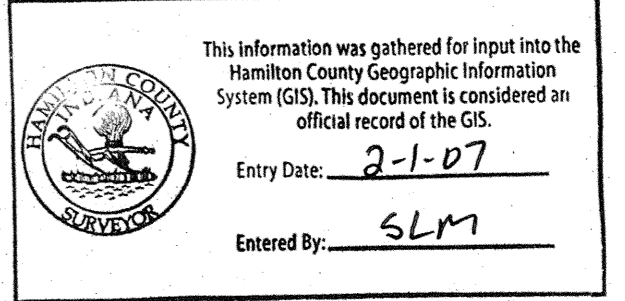 HAMILTON COUNTY
INDIANA
SURVEYOR
This information was gathered for input into the
Hamilton County Geographic Information
System (GIS). This document is considered an
official record of the GIS.
Entry Date: 2-1-07
Entered By: SLM